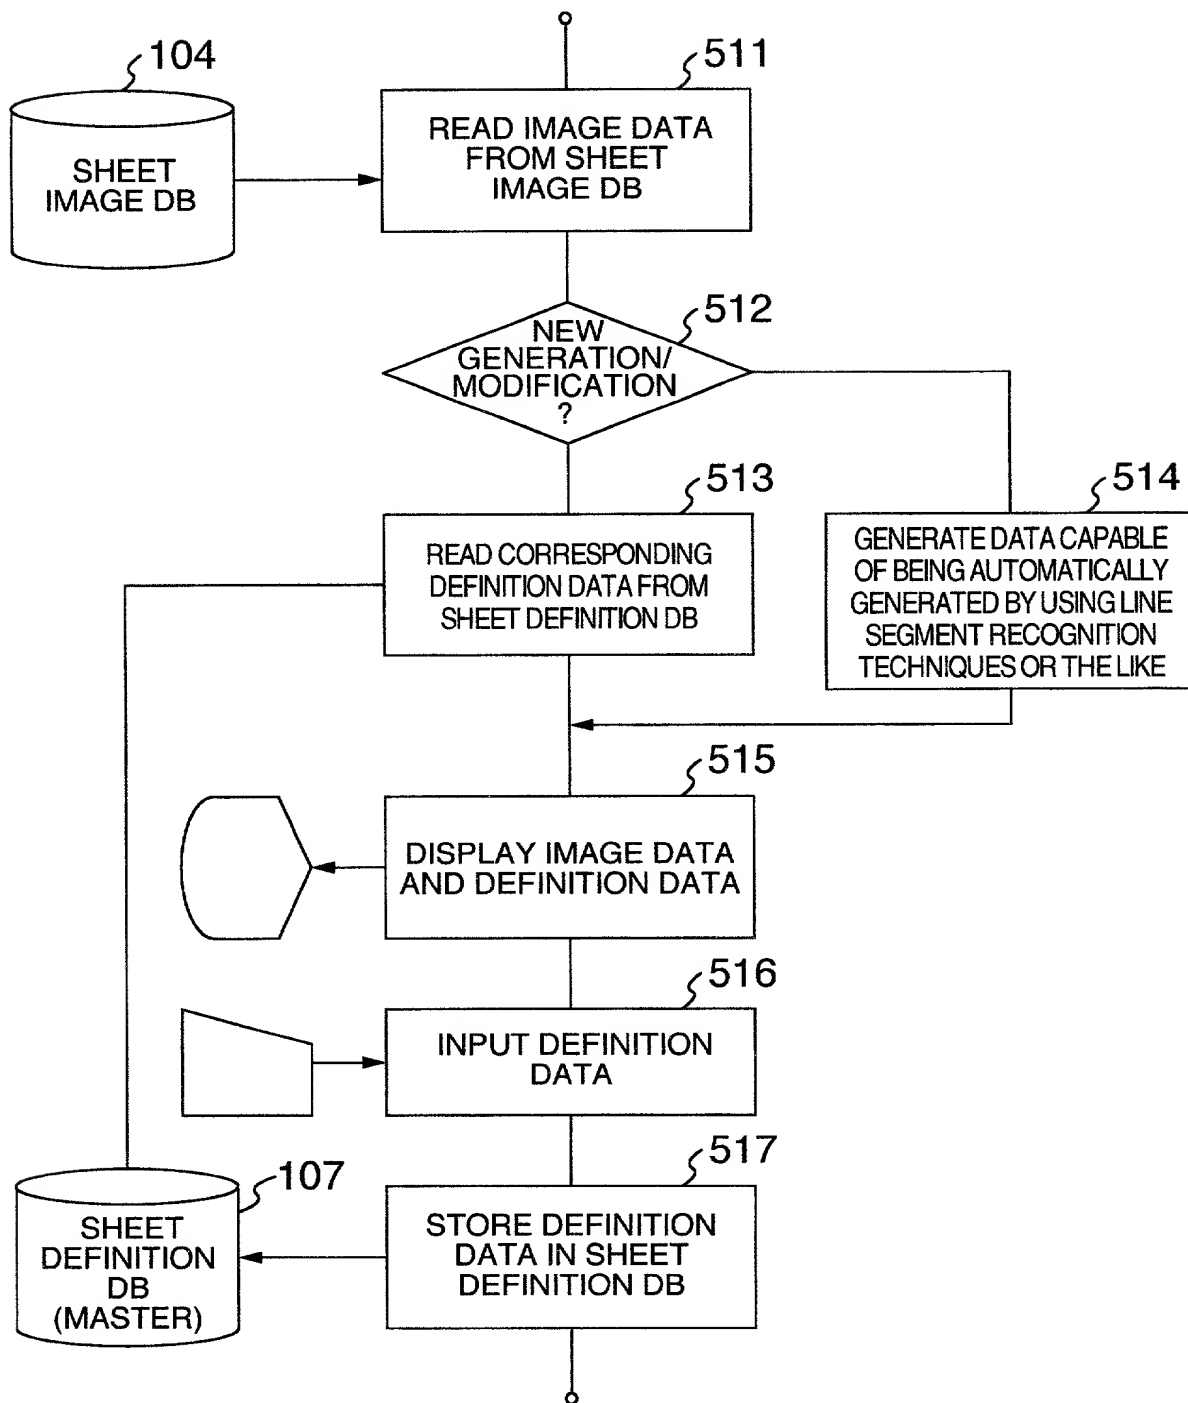 104
SHEET
IMAGE DB
511
READ IMAGE DATA
FROM SHEET
IMAGE DB
512
NEW
GENERATION/
MODIFICATION
?
513
READ CORRESPONDING
DEFINITION DATA FROM
SHEET DEFINITION DB
514
GENERATE DATA CAPABLE
OF BEING AUTOMATICALLY
GENERATED BY USING LINE
SEGMENT RECOGNITION
TECHNIQUES OR THE LIKE
515
DISPLAY IMAGE DATA
AND DEFINITION DATA
516
INPUT DEFINITION
DATA
517
STORE DEFINITION
DATA IN SHEET
DEFINITION DB
107
SHEET
DEFINITION
DB
(MASTER)